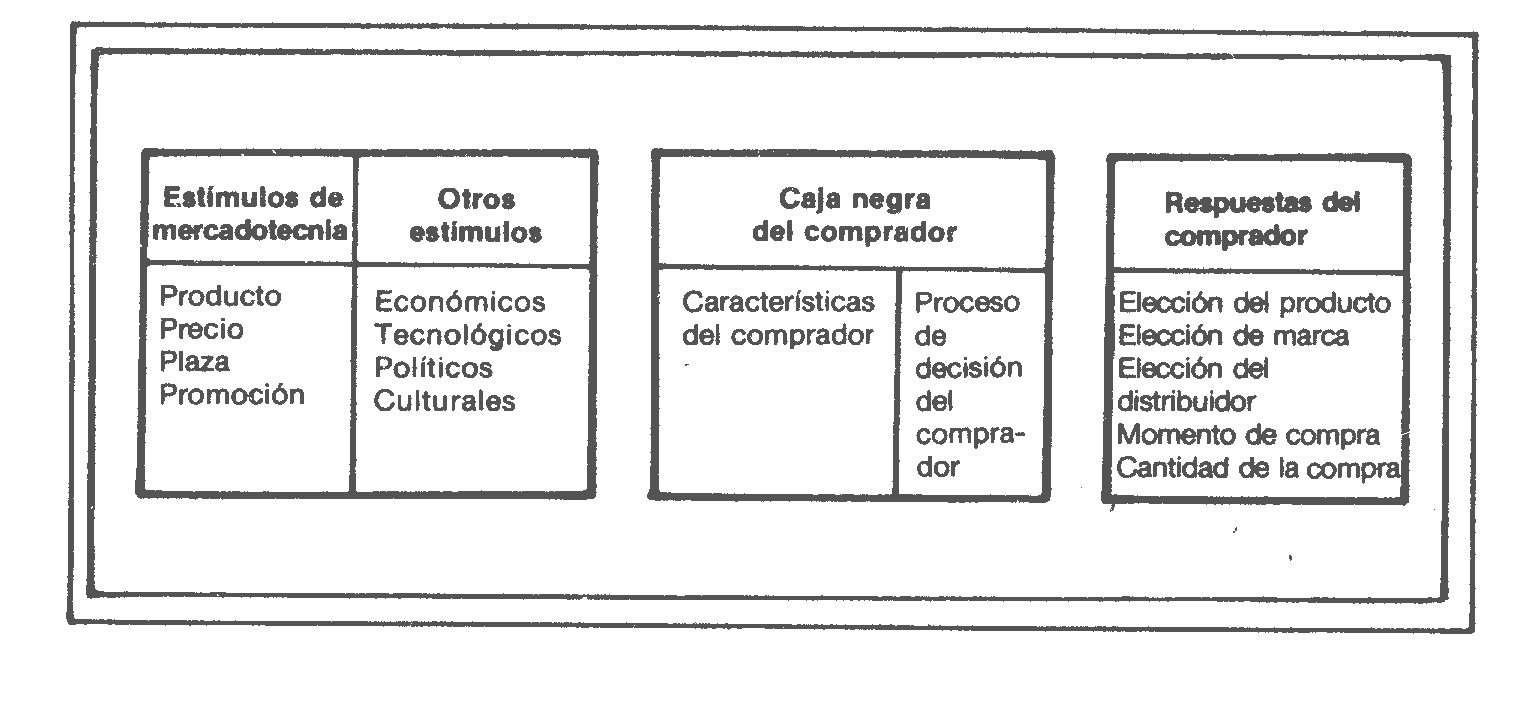 Estímulos de
mercadotecnia
Producto
Precio
Plaza
Promoción
Otros
estímulos
Económicos
Tecnológicos
Políticos
Culturales
Caja negra
del comprador
Características
del comprador
Proceso
de
decisión
del
compra-
dor
Respuestas del
comprador
Elección del producto
Elección de marca
Elección del
distribuidor
Momento de compra
Cantidad de la compra